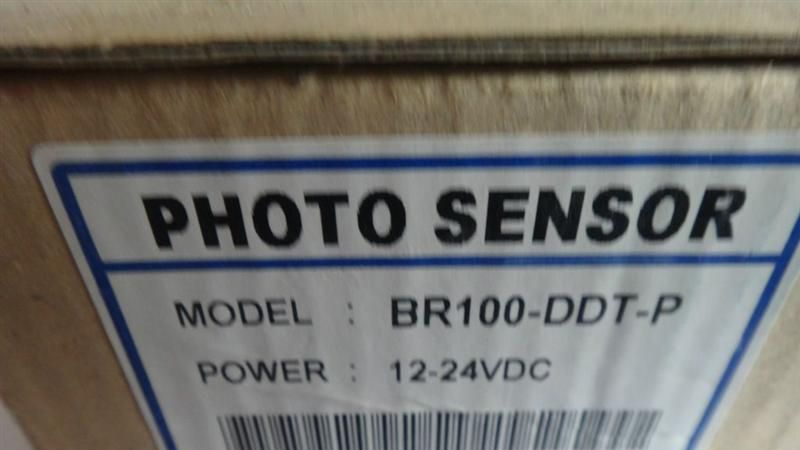 PHOTO SENSOR
MODEL : BR100-DDT-P
POWER : 12-24VDC